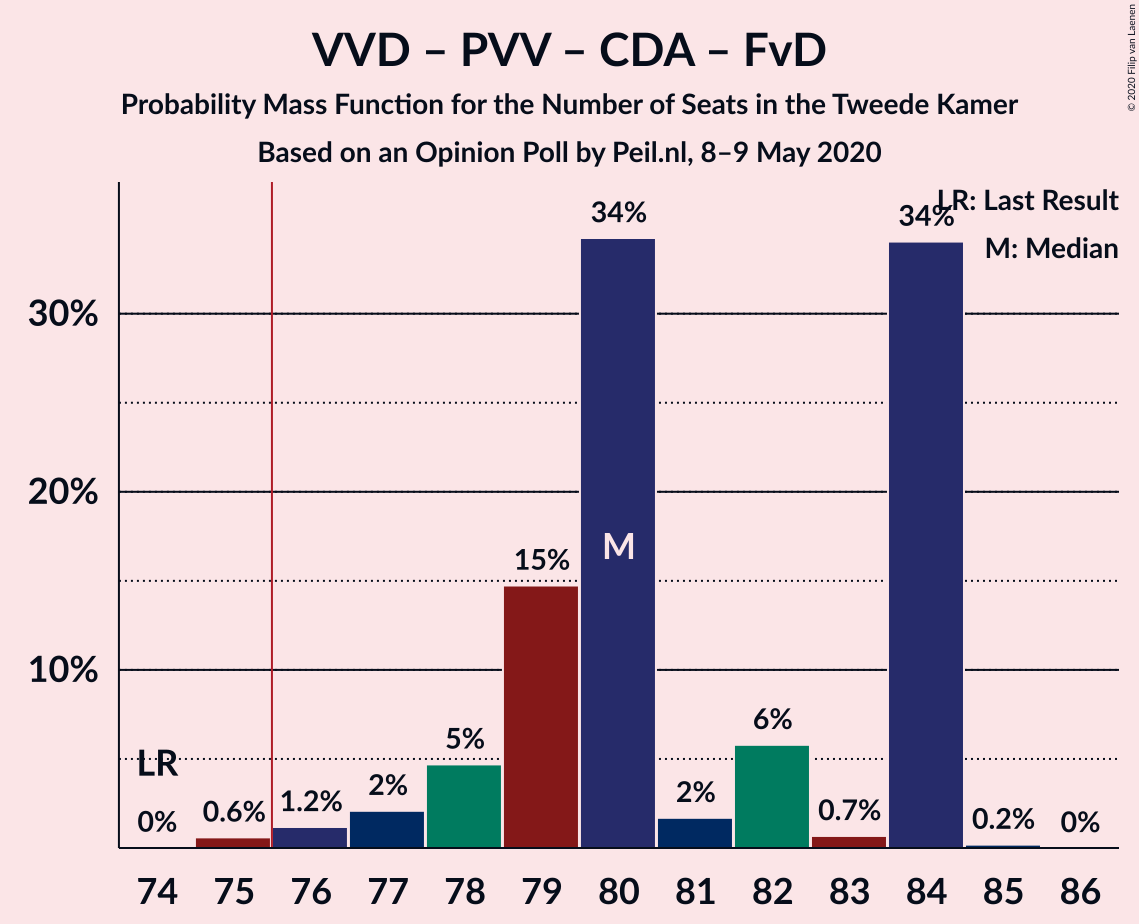 VVD – PVV – CDA – FvD
Probability Mass Function for the Number of Seats in the Tweede Kamer
Based on an Opinion Poll by Peil.nl, 8–9 May 2020
© 2020 Filip van Laenen
LR: Last Result
M: Median
30%
20%
10%
LR
0%
0.6%
1.2%
2%
5%
15%
34%
M
2%
6%
0.7%
34%
0.2%
0%
74 75 76 77 78 79 80 81 82 83 84 85 86